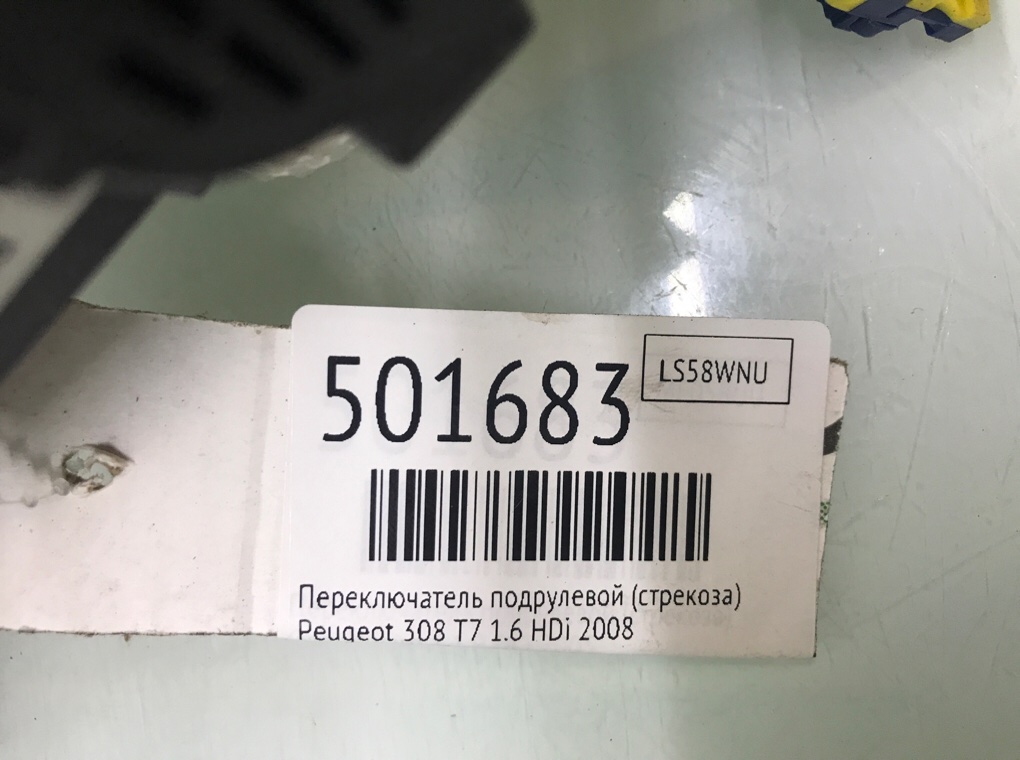 501683
LS58WNU
Переключатель подрулевой (стрекоза)
Peugeot 308 T7 1.6 HDi 2008